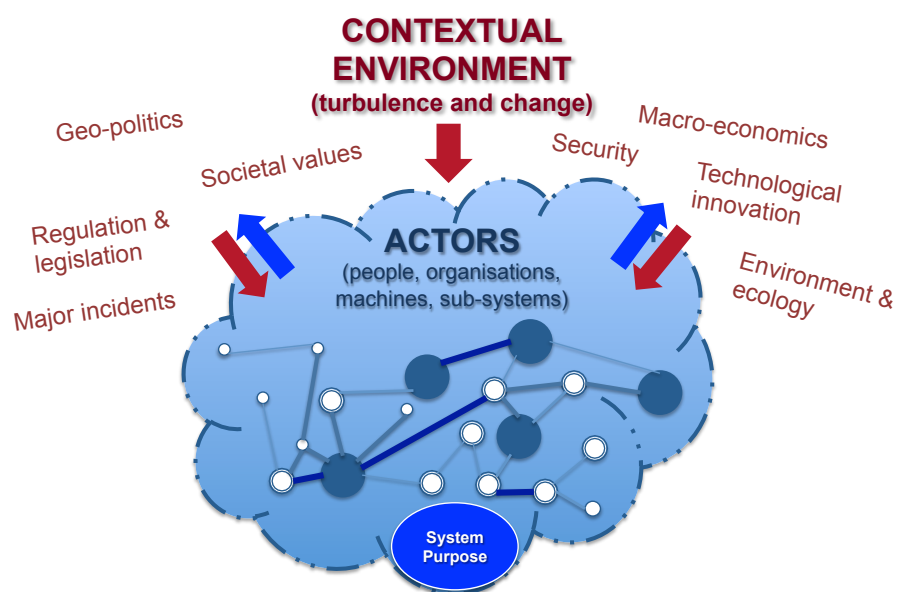 CONTEXTUAL
ENVIRONMENT
(turbulence and change)
Geo-politics
Societal values
Regulation &
legislation
Major incidents
Security
Macro-economics
Technological
innovation
Environment &
ecology
ACTORS
(people, organisations,
machines, sub-systems)
System
Purpose